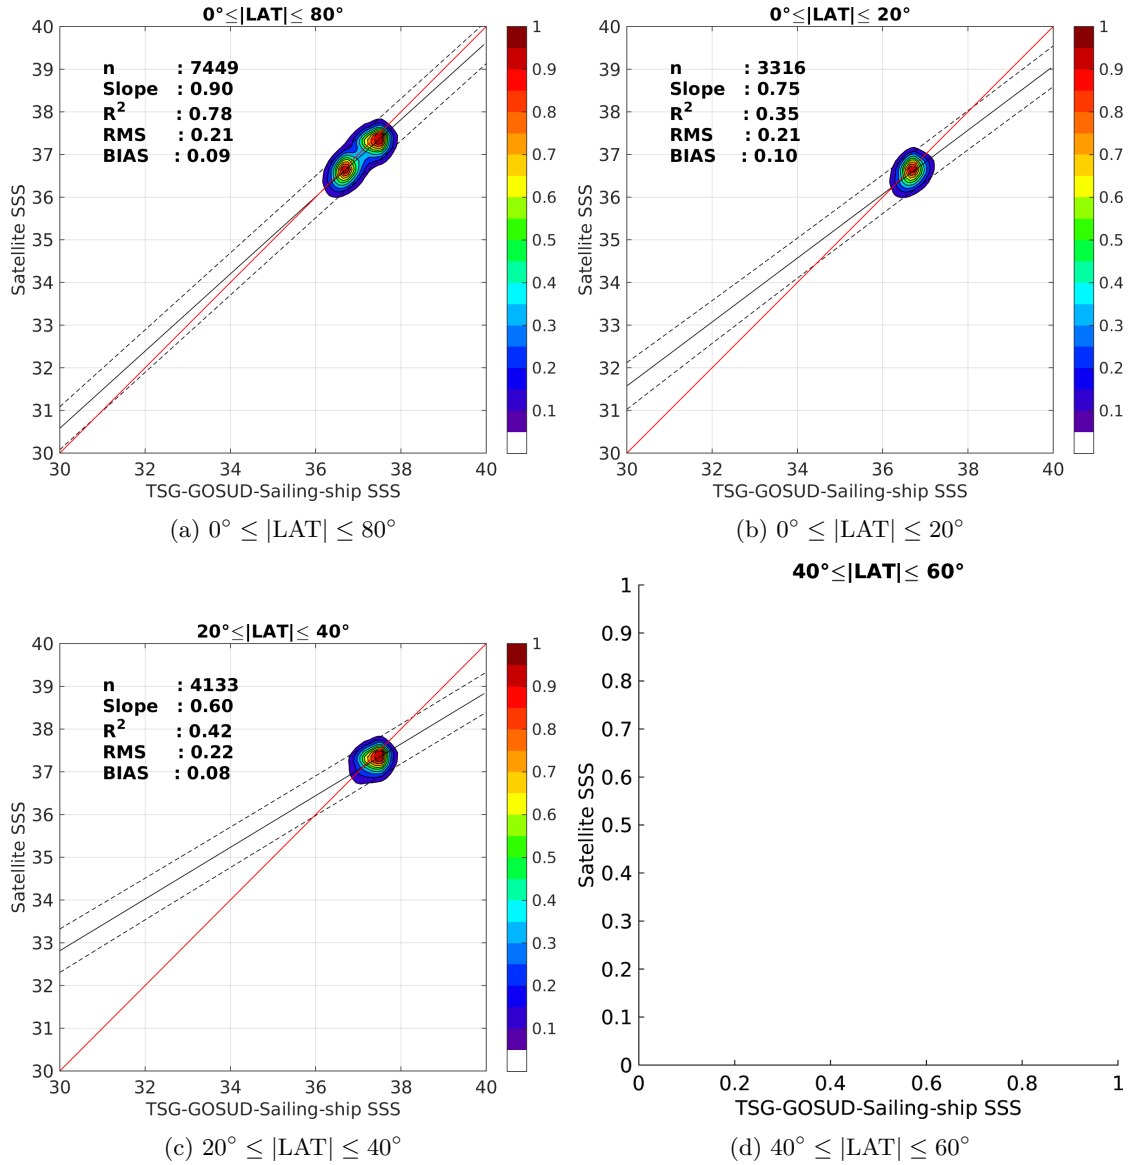 0°≤|LAT|≤ 80°
n : 7449
Slope : 0.90
R² : 0.78
RMS : 0.21
BIAS : 0.09
40
39
38
37
36
35
34
33
32
31
30
Satellite SSS
30 32 34 36 38 40
TSG-GOSUD-Sailing-ship SSS
1
0.9
0.8
0.7
0.6
0.5
0.4
0.3
0.2
0.1
(a) 0° ≤ |LAT| ≤ 80°
0°≤|LAT|≤ 20°
n : 3316
Slope : 0.75
R² : 0.35
RMS : 0.21
BIAS : 0.10
40
39
38
37
36
35
34
33
32
31
30
Satellite SSS
30 32 34 36 38 40
TSG-GOSUD-Sailing-ship SSS
1
0.9
0.8
0.7
0.6
0.5
0.4
0.3
0.2
0.1
(b) 0° ≤ |LAT| ≤ 20°
20°≤|LAT|≤ 40°
n : 4133
Slope : 0.60
R² : 0.42
RMS : 0.22
BIAS : 0.08
40
39
38
37
36
35
34
33
32
31
30
Satellite SSS
30 32 34 36 38 40
TSG-GOSUD-Sailing-ship SSS
1
0.9
0.8
0.7
0.6
0.5
0.4
0.3
0.2
0.1
(c) 20° ≤ |LAT| ≤ 40°
40°≤|LAT|≤ 60°
1
0.9
0.8
0.7
0.6
0.5
0.4
0.3
0.2
0.1
0
Satellite SSS
0 0.2 0.4 0.6 0.8 1
TSG-GOSUD-Sailing-ship SSS
(d) 40° ≤ |LAT| ≤ 60°